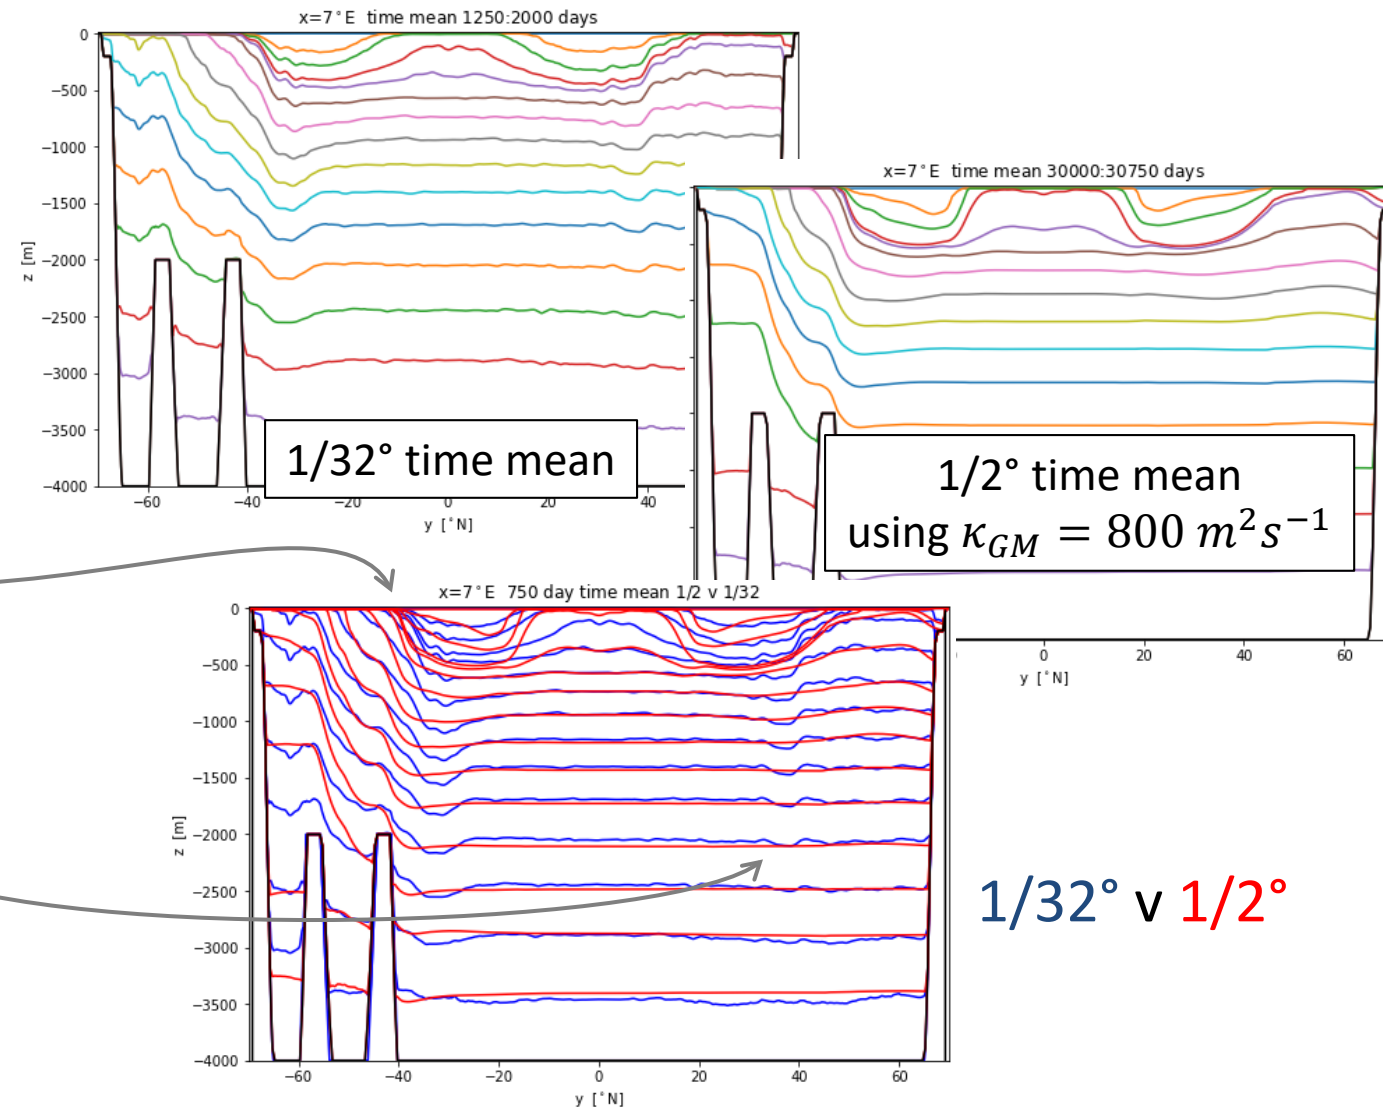 x=7°E time mean 1250:2000 days
0
−500
−1000
−1500
−2000
−2500
−3000
−3500
−4000
z [m]
−60
−40
−20
0
20
40
y [°N]
1/32° time mean
x=7°E time mean 30000:30750 days
1/2° time mean
using κGM = 800 m²s⁻¹
0
20
40
60
y [°N]
x=7°E 750 day time mean 1/2 v 1/32
0
−500
−1000
−1500
−2000
−2500
−3000
−3500
−4000
z [m]
−60
−40
−20
0
20
40
60
y [°N]
1/32° v 1/2°